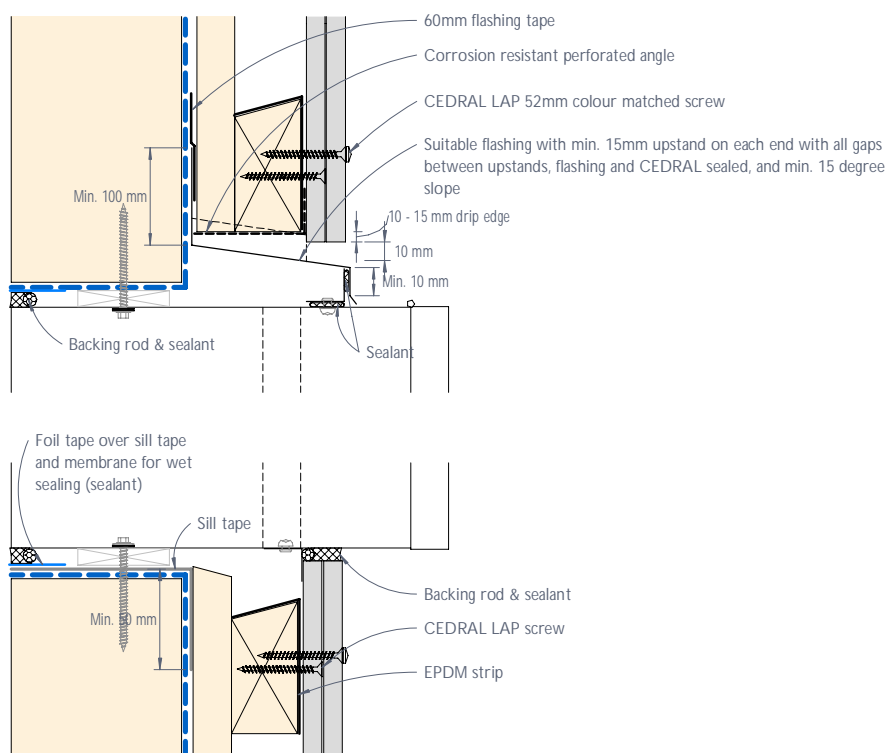 60mm flashing tape
Corrosion resistant perforated angle
CEDRAL LAP 52mm colour matched screw
Suitable flashing with min. 15mm upstand on each end with all gaps
between upstands, flashing and CEDRAL sealed, and min. 15 degree
slope
Min. 100 mm
10 - 15 mm drip edge
10 mm
Min. 10 mm
Backing rod & sealant
Sealant
Foil tape over sill tape
and membrane for wet
sealing (sealant)
Sill tape
Min. 50 mm
Backing rod & sealant
CEDRAL LAP screw
EPDM strip